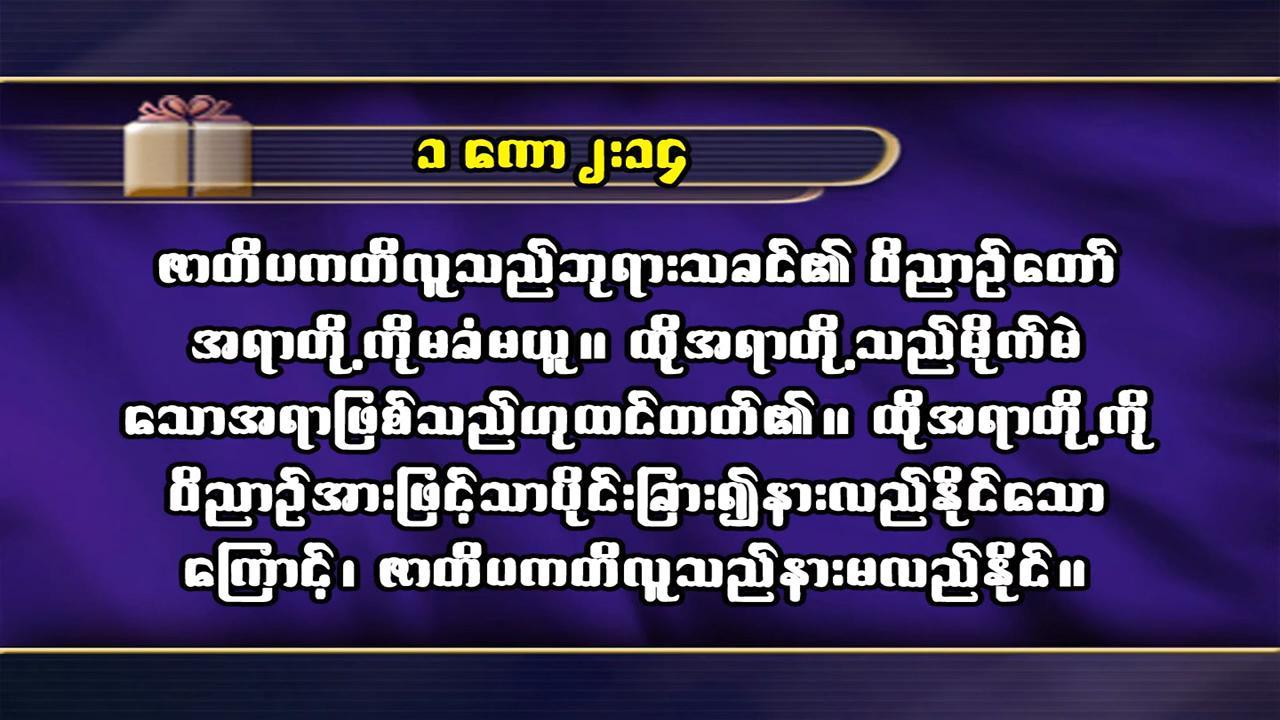 ၁ ကော ၂း၁၄
ဇာတိပကတိလူသည်ဘုရားသခင်၏ ဝိညာဉ်တော်
အရာတို့ကိုမခံမယူ။ ထိုအရာတို့သည်မိုက်မဲ
သောအရာဖြစ်သည်ဟုထင်တတ်၏။ ထိုအရာတို့ကို
ဝိညာဉ်အားဖြင့်သာပိုင်းခြား၍နားလည်နိုင်သော
ကြောင့်၊ ဇာတိပကတိလူသည်နားမလည်နိုင်။